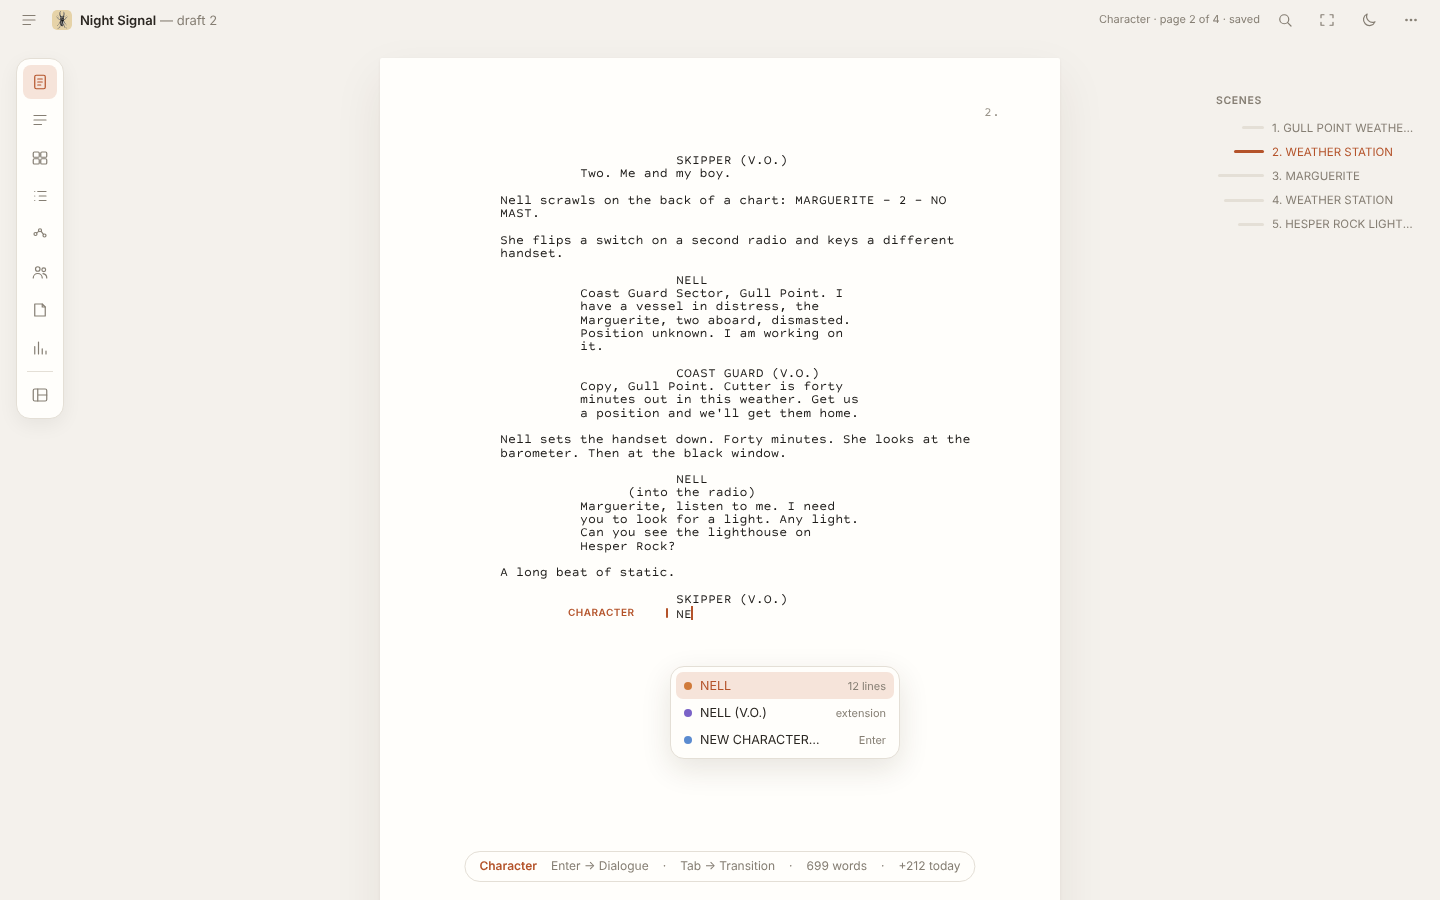 Night Signal — draft 2
Character · page 2 of 4 · saved
2.
SKIPPER (V.O.)
Two. Me and my boy.
Nell scrawls on the back of a chart: MARGUERITE – 2 – NO
MAST.
She flips a switch on a second radio and keys a different
handset.
NELL
Coast Guard Sector, Gull Point. I
have a vessel in distress, the
Marguerite, two aboard, dismasted.
Position unknown. I am working on
it.
COAST GUARD (V.O.)
Copy, Gull Point. Cutter is forty
minutes out in this weather. Get us
a position and we'll get them home.
Nell sets the handset down. Forty minutes. She looks at the
barometer. Then at the black window.
NELL
(into the radio)
Marguerite, listen to me. I need
you to look for a light. Any light.
Can you see the lighthouse on
Hesper Rock?
A long beat of static.
SKIPPER (V.O.)
CHARACTER NE
NELL 12 lines
NELL (V.O.) extension
NEW CHARACTER... Enter
Character Enter → Dialogue · Tab → Transition · 699 words · +212 today
SCENES
1. GULL POINT WEATHE...
2. WEATHER STATION
3. MARGUERITE
4. WEATHER STATION
5. HESPER ROCK LIGHT...